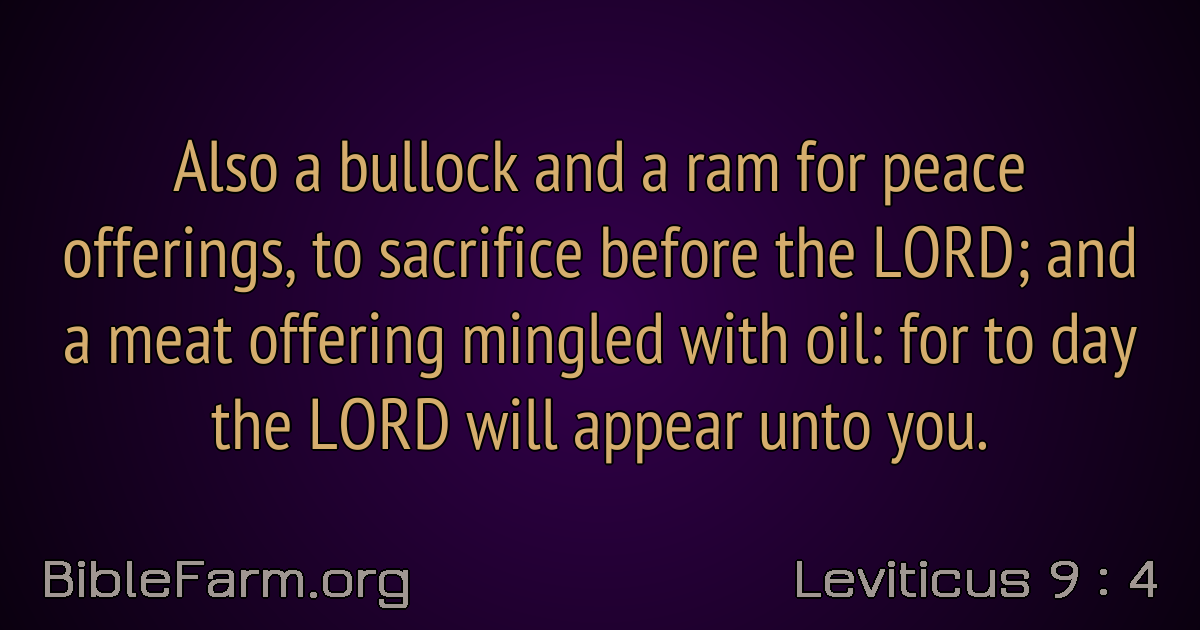 Also a bullock and a ram for peace
offerings, to sacrifice before the LORD; and
a meat offering mingled with oil: for to day
the LORD will appear unto you.
BibleFarm.org
Leviticus 9 : 4